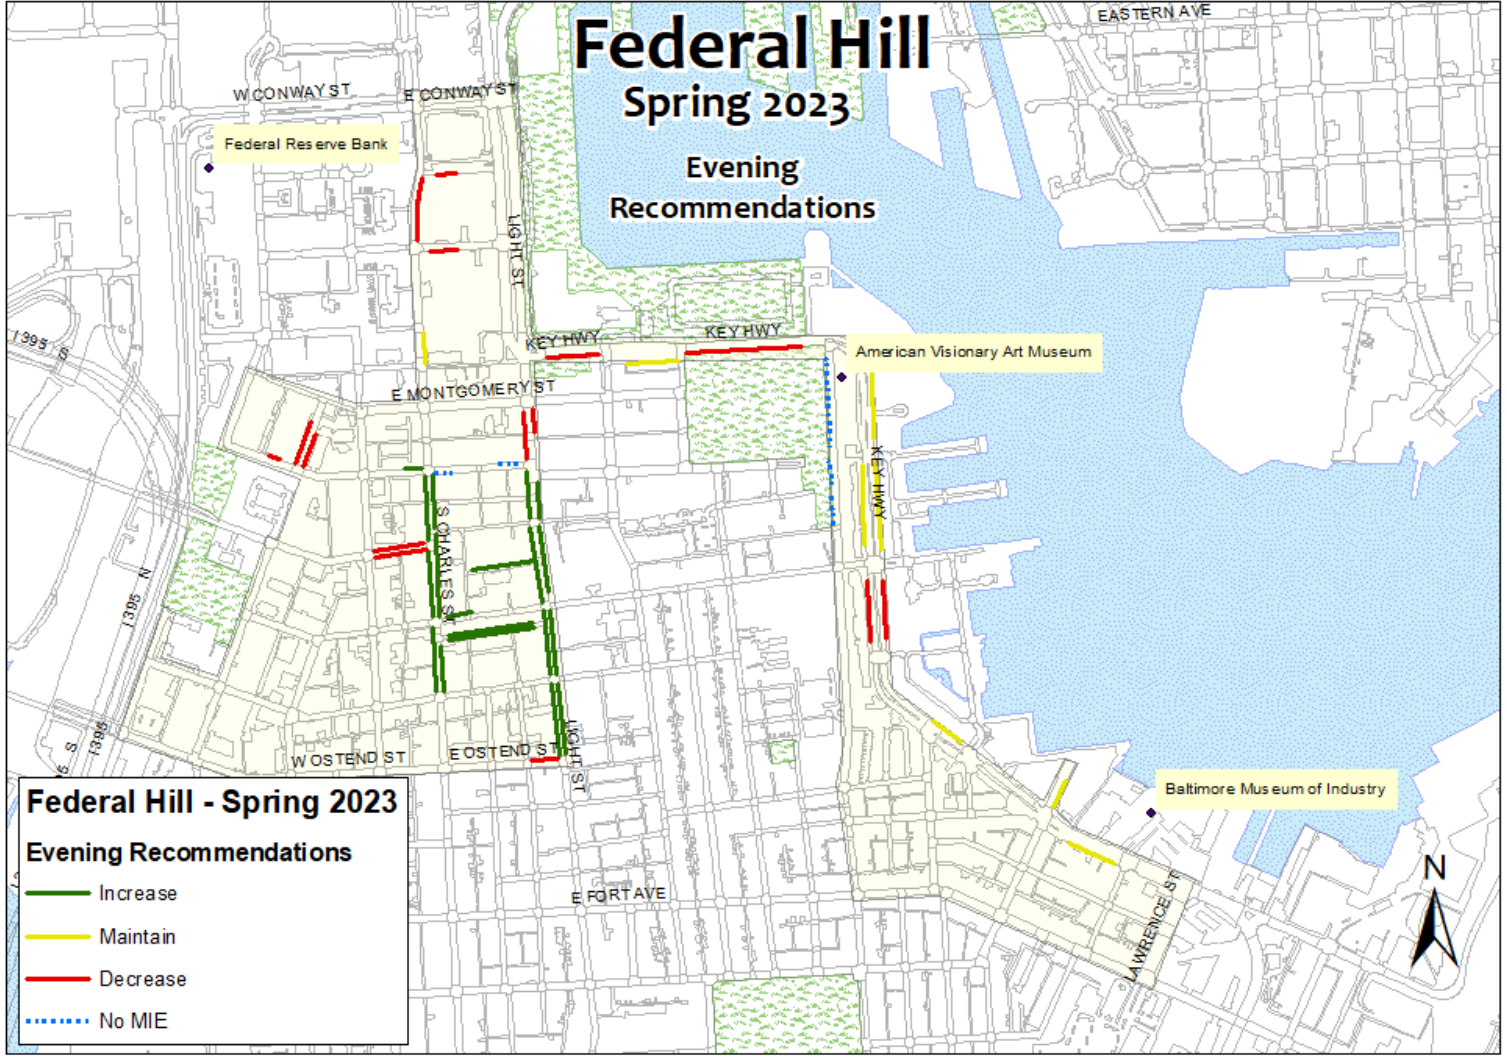 EASTERN AVE
Federal Hill
Spring 2023
W CONWAY ST
E CONWAY ST
Federal Reserve Bank
Evening
Recommendations
LIGHT ST
I 395 S
KEY HWY
KEY HWY
American Visionary Art Museum
E MONTGOMERY ST
KEY HWY
S CHARLES ST
I 395 N
I 395
W OSTEND ST
E OSTEND ST
LIGHT ST
Baltimore Museum of Industry
Federal Hill - Spring 2023
Evening Recommendations
Increase
Maintain
Decrease
No MIE
E FORT AVE
LAWRENCE ST
N